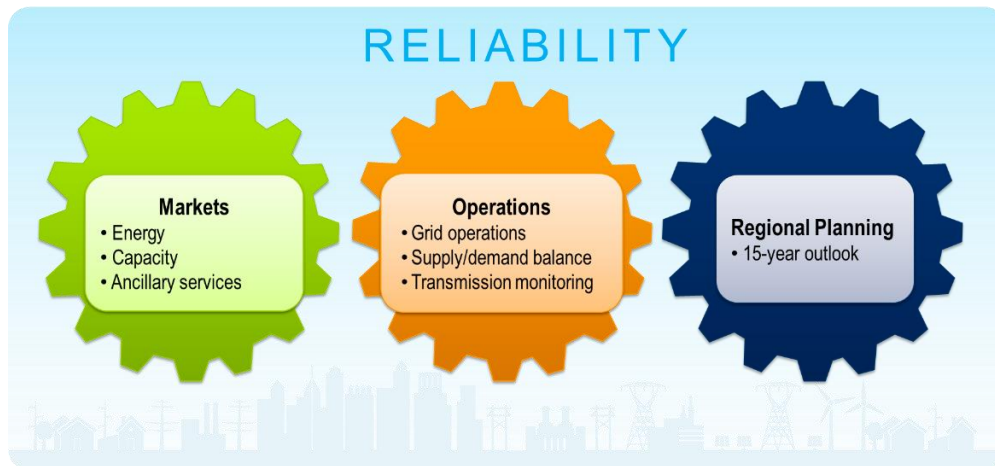 RELIABILITY
Markets
• Energy
• Capacity
• Ancillary services
Operations
• Grid operations
• Supply/demand balance
• Transmission monitoring
Regional Planning
• 15-year outlook